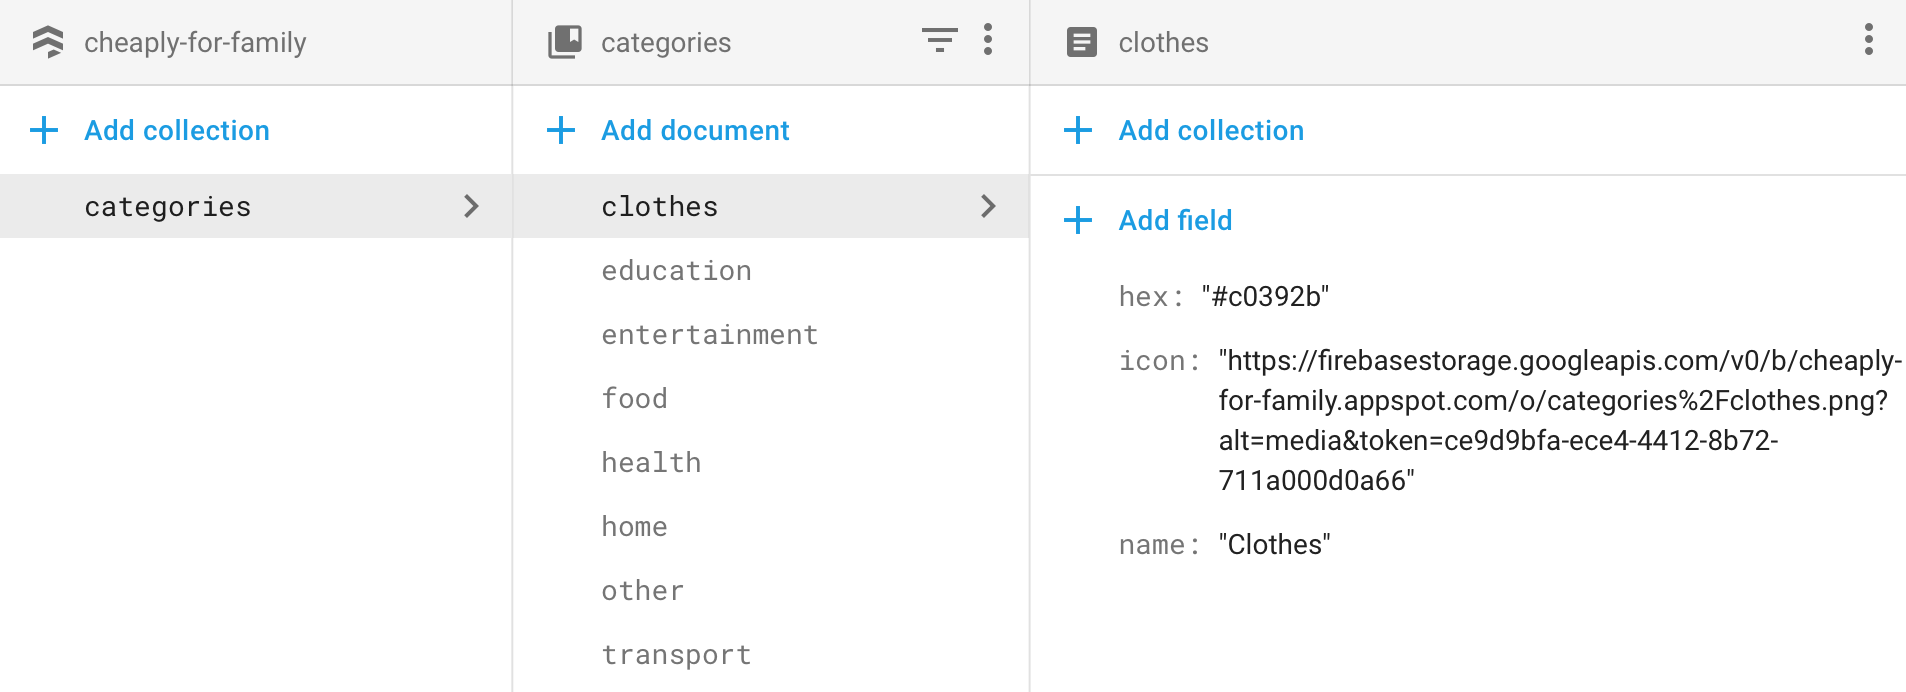 cheaply-for-family
categories
clothes
Add collection
Add document
Add collection
categories
clothes
education
entertainment
food
health
home
other
transport
Add field
hex: "#c0392b"
icon: "https://firebasestorage.googleapis.com/v0/b/cheaply-
for-family.appspot.com/o/categories%2Fclothes.png?
alt=media&token=ce9d9bfa-ece4-4412-8b72-
711a000d0a66"
name: "Clothes"